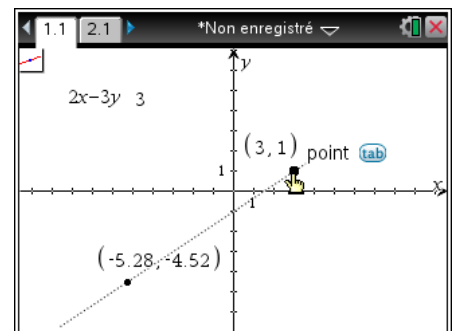 1.1 2.1 *Non enregistré
y
2x-3y 3
(3, 1) point tab
1
x
1
(-5.28, -4.52)